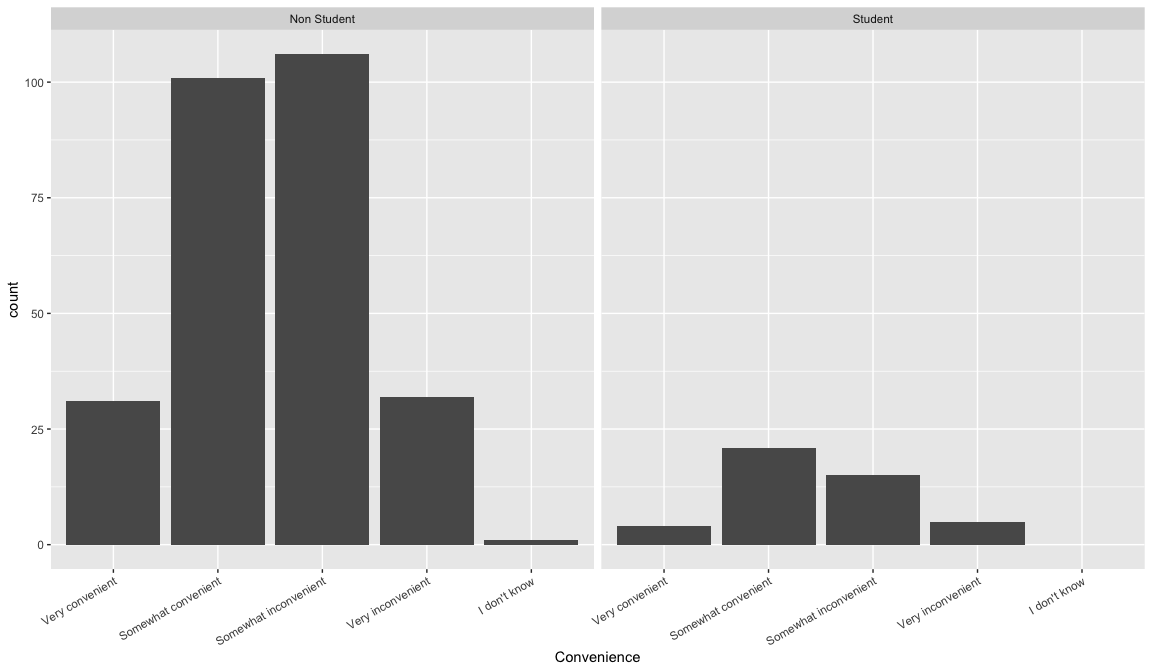 Non Student
Student
count
100
75
50
25
0
Very convenient
Somewhat convenient
Somewhat inconvenient
Very inconvenient
I don't know
Very convenient
Somewhat convenient
Somewhat inconvenient
Very inconvenient
I don't know
Convenience